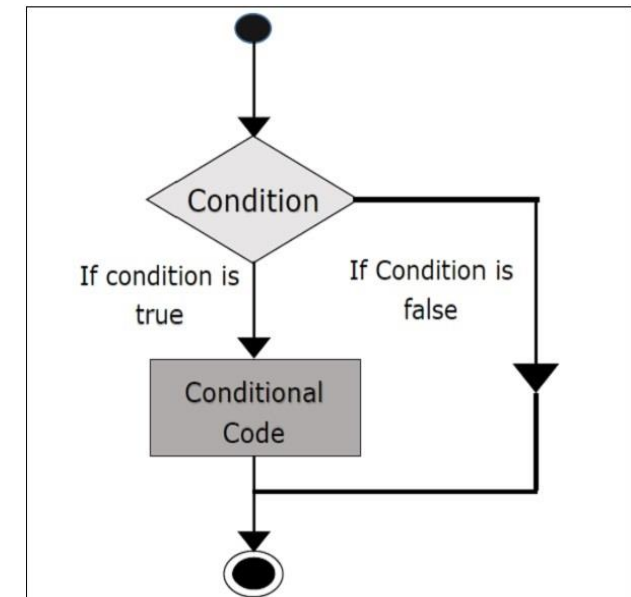 Condition
If condition is
true
If Condition is
false
Conditional
Code